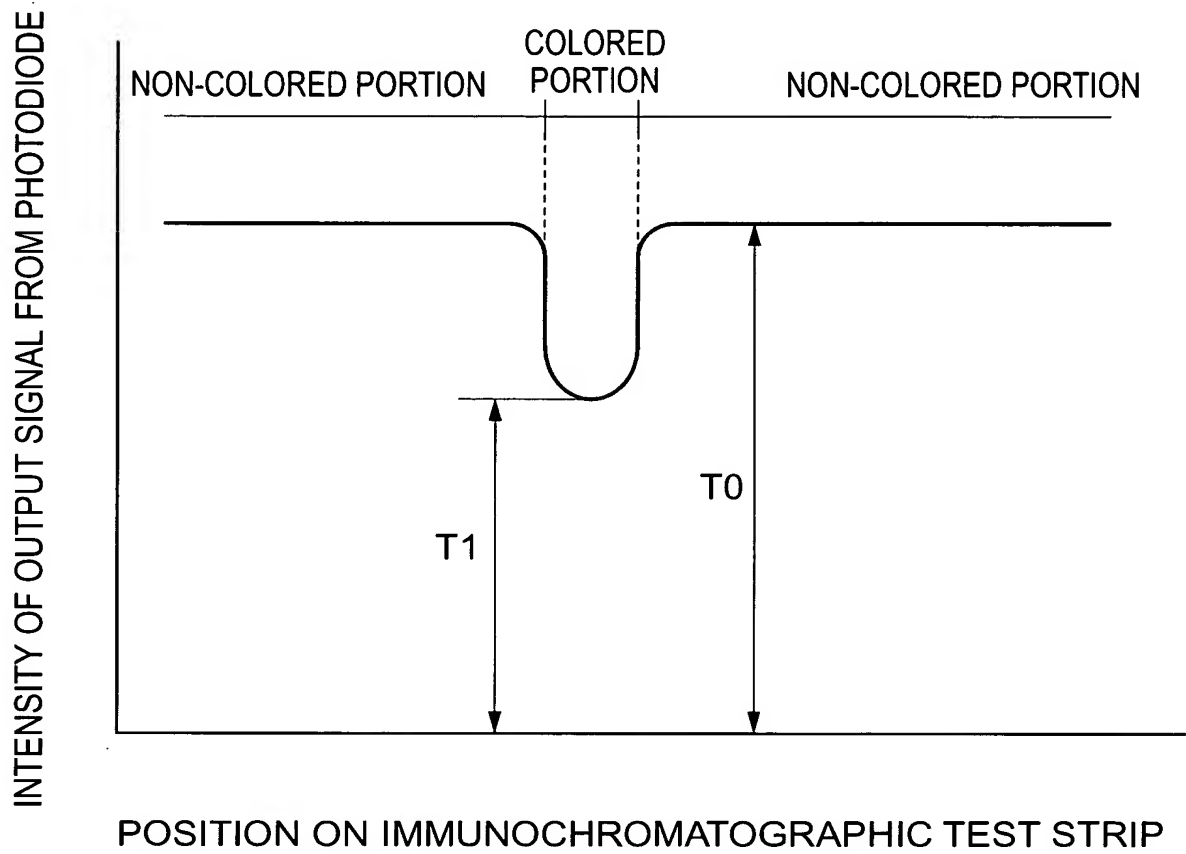 INTENSITY OF OUTPUT SIGNAL FROM PHOTODIODE
NON-COLORED PORTION
COLORED
PORTION
NON-COLORED PORTION
T1
T0
POSITION ON IMMUNOCHROMATOGRAPHIC TEST STRIP